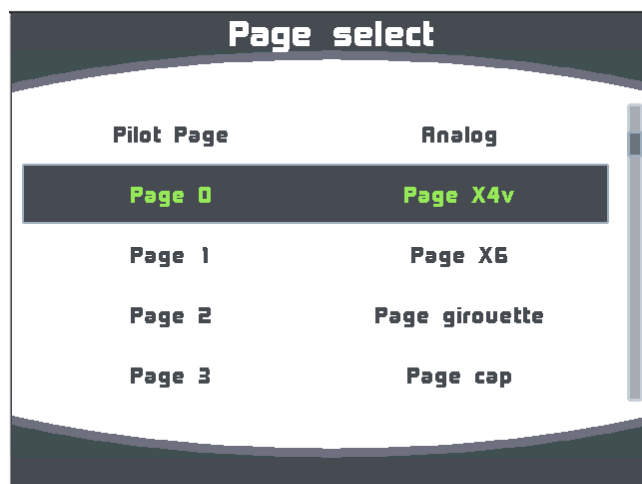 Page select
Pilot Page Analog
Page 0 Page X4v
Page 1 Page X6
Page 2 Page girouette
Page 3 Page cap